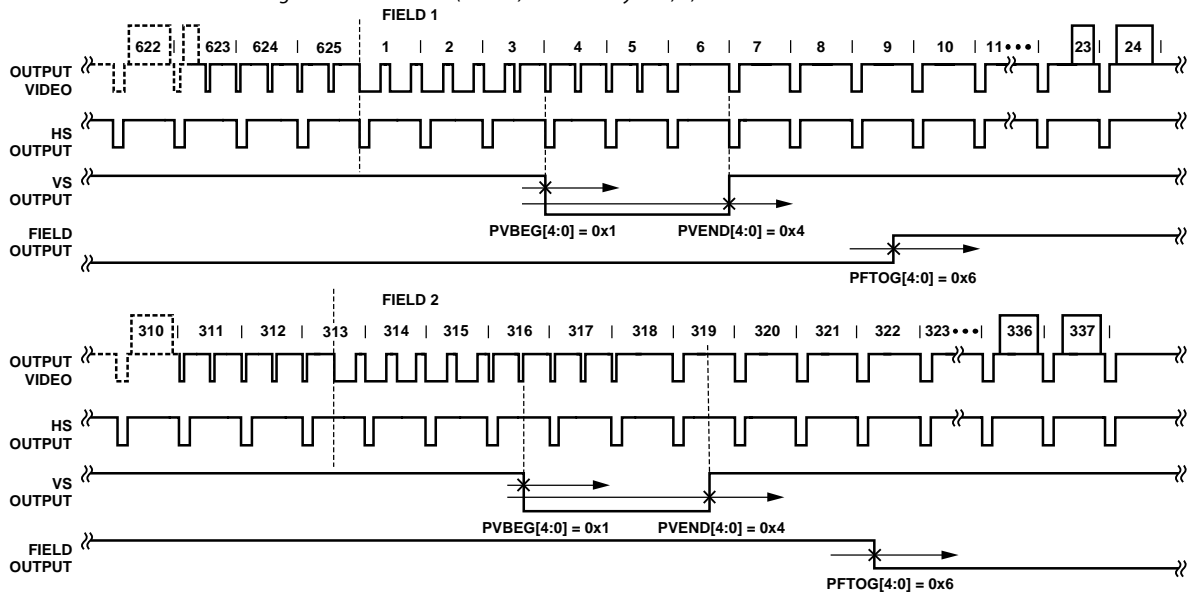 FIELD 1
622 623 624 625 1 2 3 4 5 6 7 8 9 10 11 ••• 23 24
OUTPUT
VIDEO
HS
OUTPUT
VS
OUTPUT
PVBEG[4:0] = 0x1 PVEND[4:0] = 0x4
FIELD
OUTPUT
PFTOG[4:0] = 0x6
FIELD 2
310 311 312 313 314 315 316 317 318 319 320 321 322 323 ••• 336 337
OUTPUT
VIDEO
HS
OUTPUT
VS
OUTPUT
PVBEG[4:0] = 0x1 PVEND[4:0] = 0x4
FIELD
OUTPUT
PFTOG[4:0] = 0x6